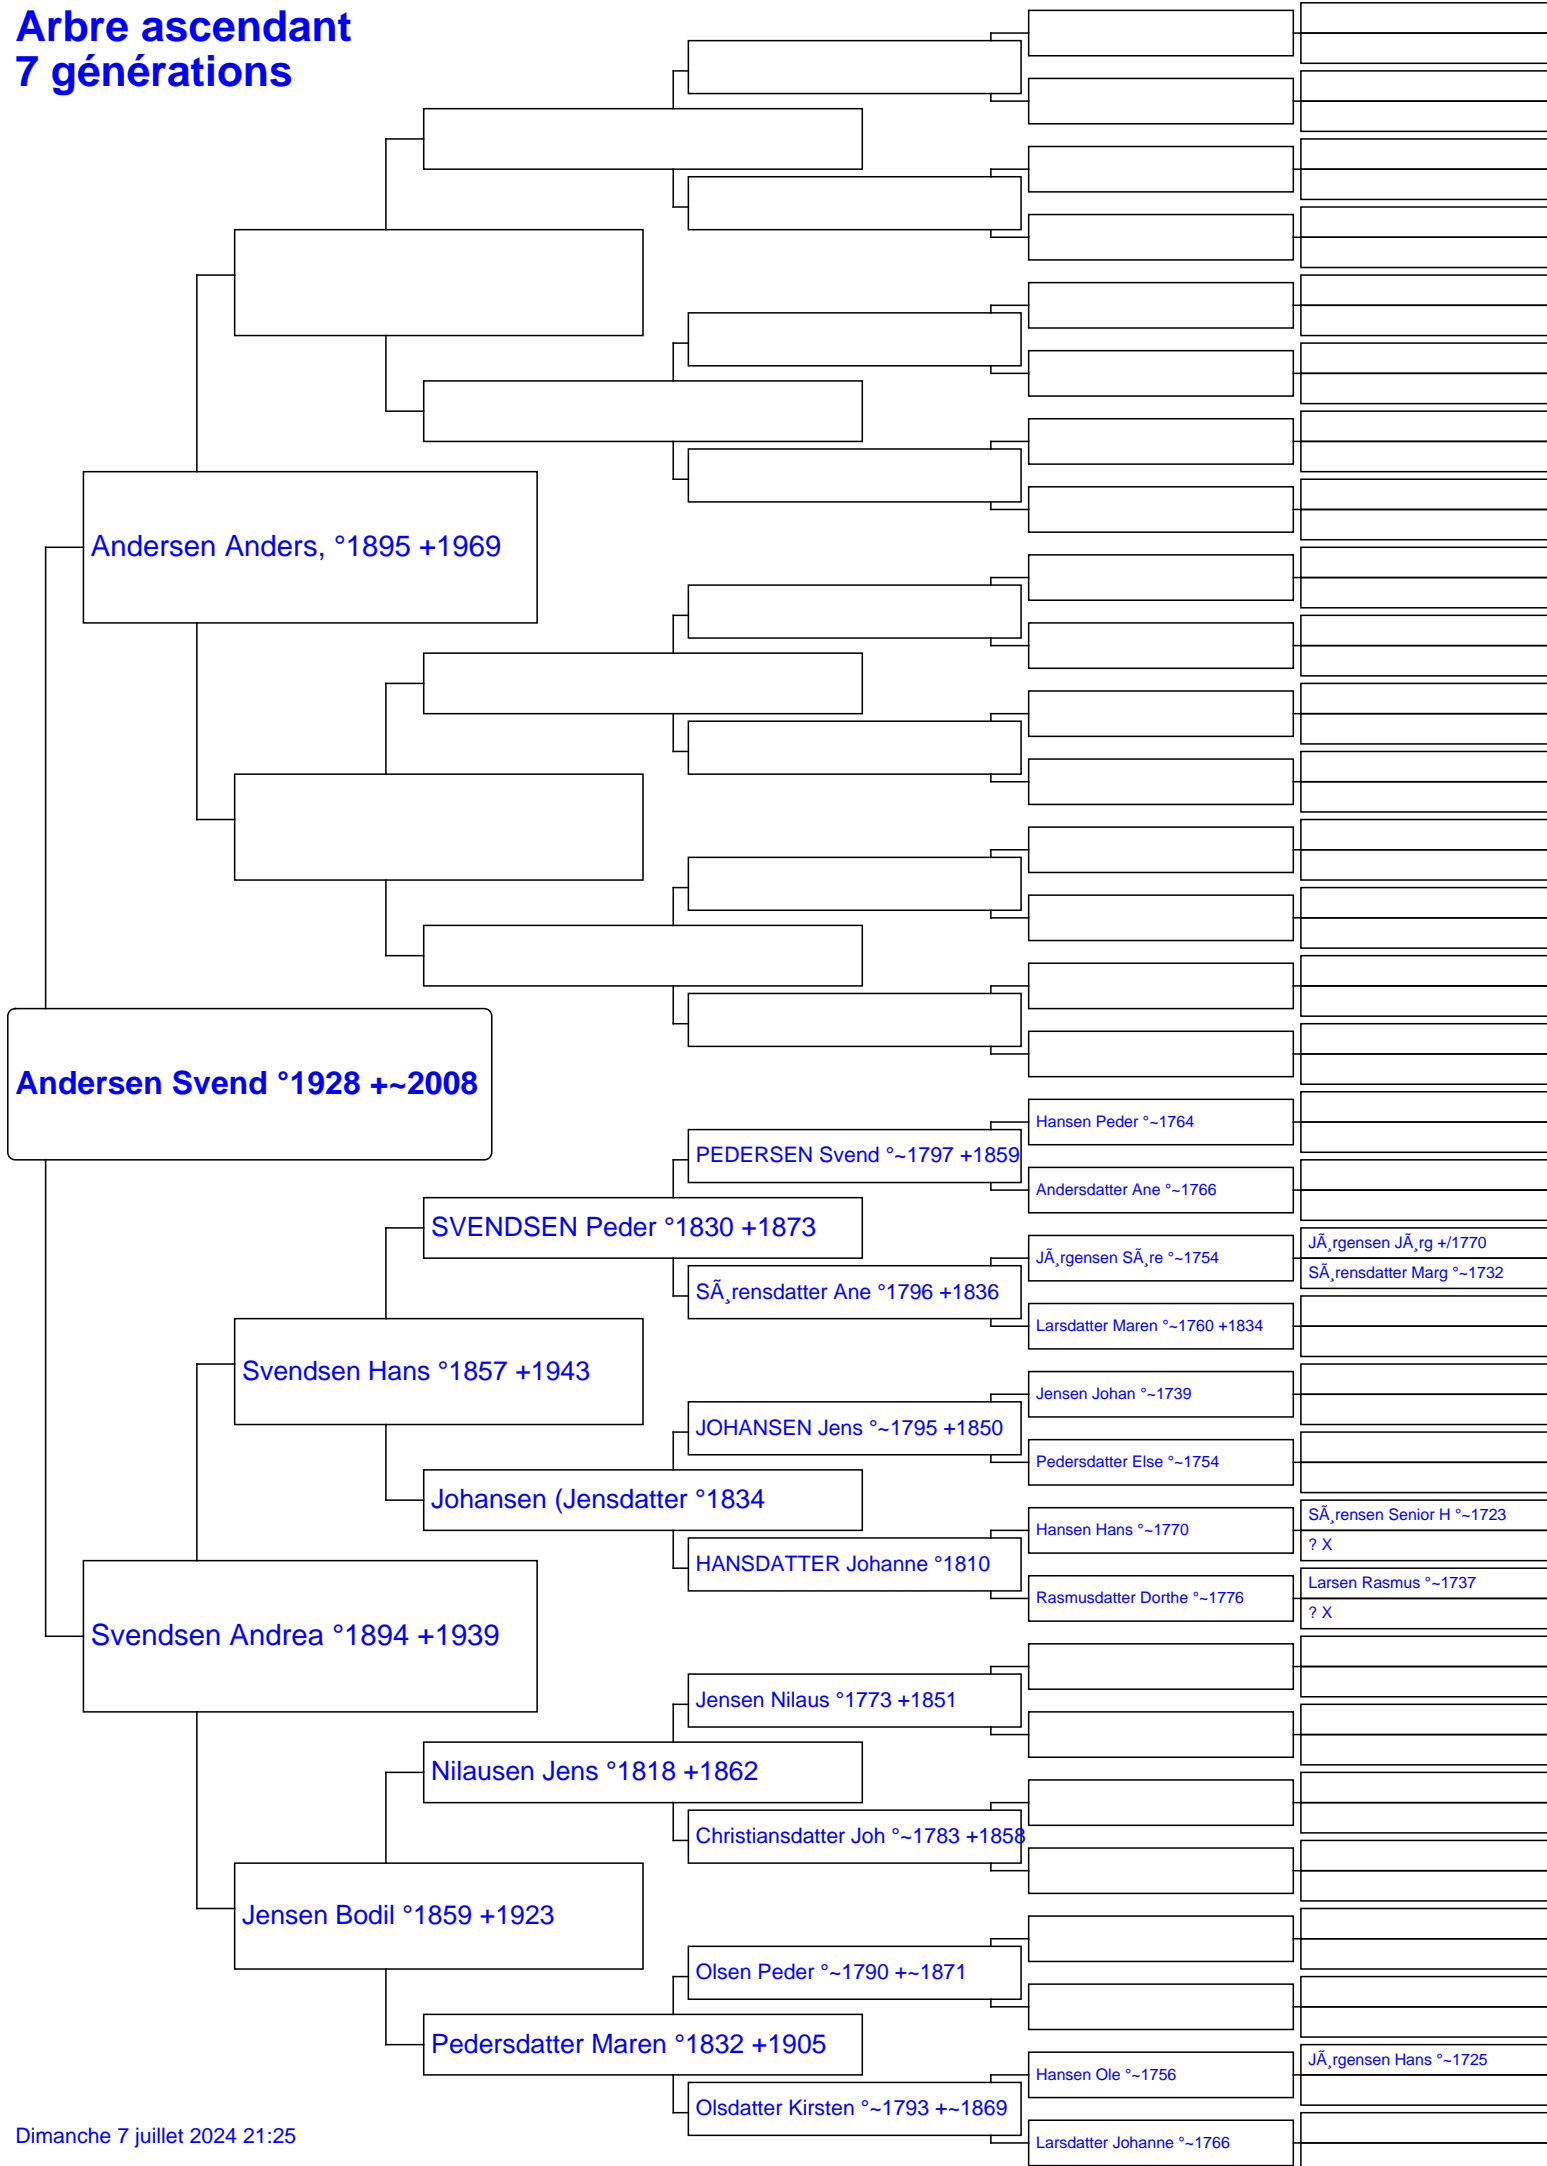 Arbre ascendant
7 générations
Andersen Anders, °1895 +1969
Andersen Svend °1928 +~2008
Hansen Peder °~1764
PEDERSEN Svend °~1797 +1859
Andersdatter Ane °~1766
SVENDSEN Peder °1830 +1873
JÃ¸rgensen JÃ¸rg +/1770
JÃ¸rgensen SÃ¸re °~1754
SÃ¸rensdatter Marg °~1732
SÃ¸rensdatter Ane °1796 +1836
Larsdatter Maren °~1760 +1834
Svendsen Hans °1857 +1943
Jensen Johan °~1739
JOHANSEN Jens °~1795 +1850
Pedersdatter Else °~1754
Johansen (Jensdatter °1834
SÃ¸rensen Senior H °~1723
Hansen Hans °~1770
? X
HANSDATTER Johanne °1810
Larsen Rasmus °~1737
Rasmusdatter Dorthe °~1776
? X
Svendsen Andrea °1894 +1939
Jensen Nilaus °1773 +1851
Nilausen Jens °1818 +1862
Christiansdatter Joh °~1783 +1858
Jensen Bodil °1859 +1923
Olsen Peder °~1790 +~1871
Pedersdatter Maren °1832 +1905
JÃ¸rgensen Hans °~1725
Hansen Ole °~1756
Olsdatter Kirsten °~1793 +~1869
Larsdatter Johanne °~1766
Dimanche 7 juillet 2024 21:25